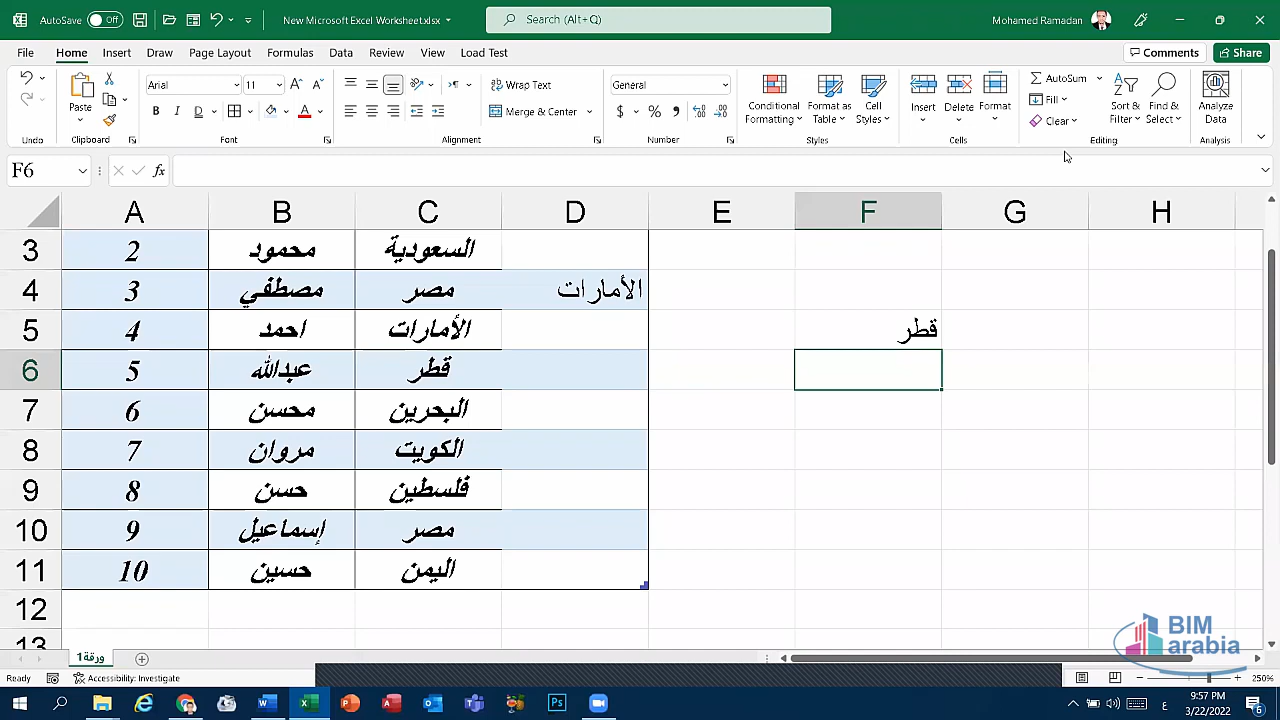 AutoSave Off New Microsoft Excel Worksheet.xlsx Search (Alt+Q) Mohamed Ramadan
File Home Insert Draw Page Layout Formulas Data Review View Load Test Comments Share
Paste Arial 11 Wrap Text General Conditional Formatting Format as Table Cell Styles Insert Delete Format AutoSum Sort & Filter Find & Select Analyze Data
B I D A Merge & Center $ % , Fill
Clear
Undo Clipboard Font Alignment Number Styles Cells Editing Analysis
F6 fx
A B C D E F G H
3 2 محمود السعودية
4 3 مصطفي مصر الأمارات
5 4 احمد الأمارات قطر
6 5 عبدالله قطر
7 6 محسن البحرين
8 7 مروان الكويت
9 8 حسن فلسطين
10 9 إسماعيل مصر
11 10 حسين اليمن
12
13
BIM arabia
ورقة1
Ready Accessibility: Investigate 250%
9:57 PM
3/22/2022